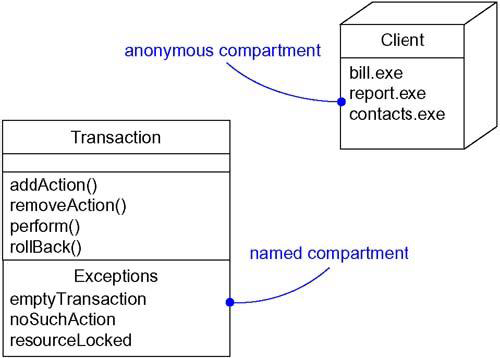 anonymous compartment
Client
bill.exe
report.exe
contacts.exe
Transaction
addAction()
removeAction()
perform()
rollBack()
Exceptions
emptyTransaction
noSuchAction
resourceLocked
named compartment